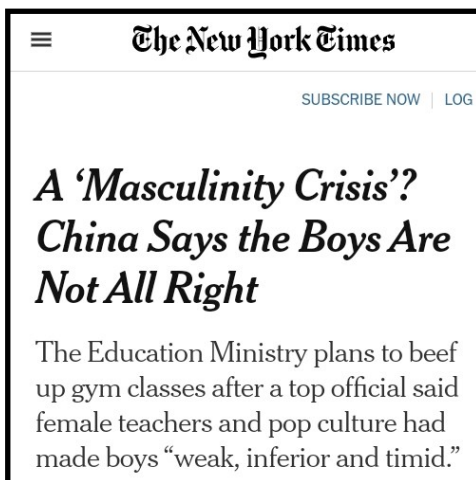 The New York Times
SUBSCRIBE NOW | LOG
A ‘Masculinity Crisis’?
China Says the Boys Are
Not All Right
The Education Ministry plans to beef
up gym classes after a top official said
female teachers and pop culture had
made boys “weak, inferior and timid.”